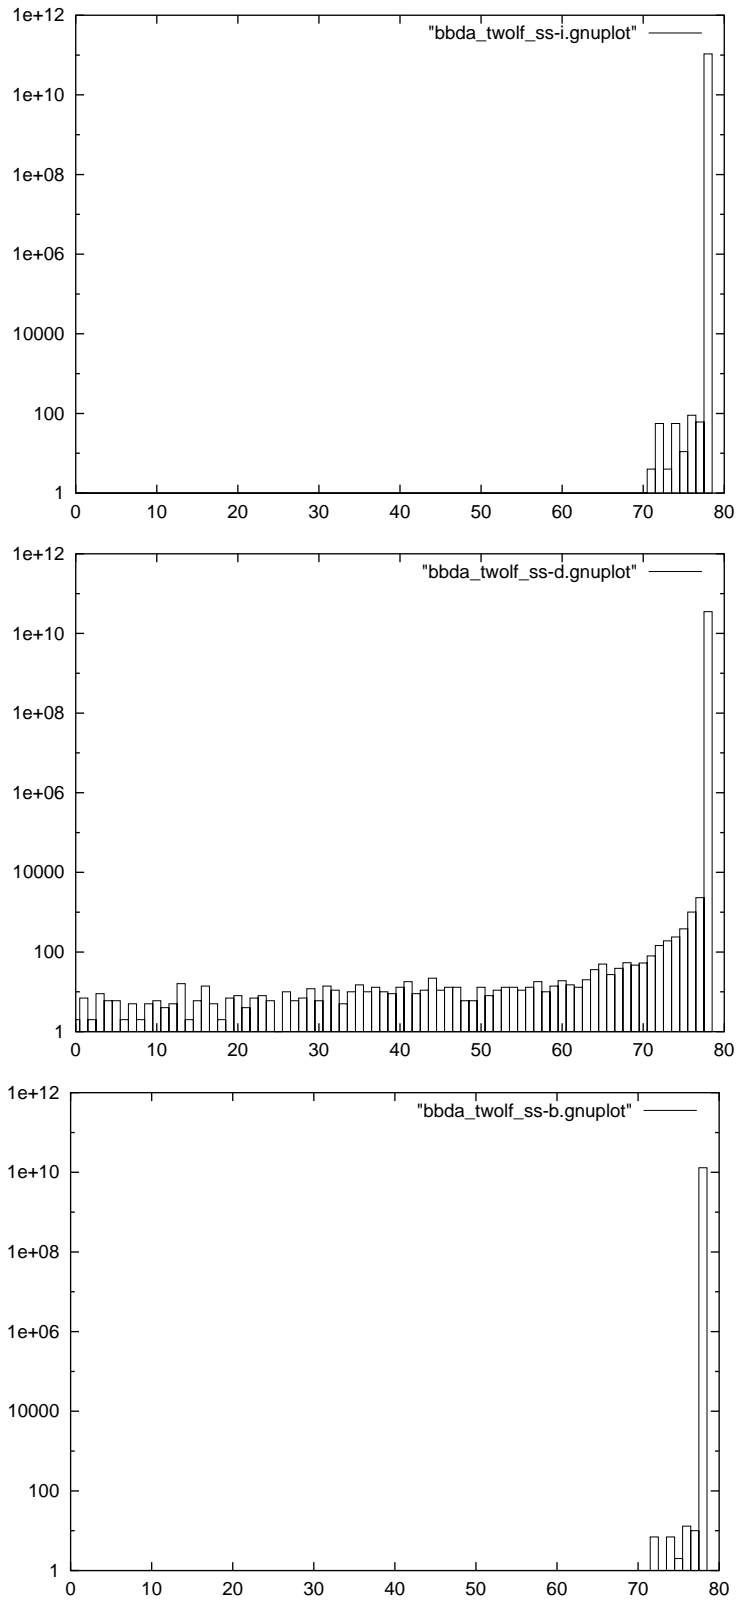 1e+12
"bbda_twolf_ss-i.gnuplot"
1e+10
1e+08
1e+06
10000
100
1
0 10 20 30 40 50 60 70 80
1e+12
"bbda_twolf_ss-d.gnuplot"
1e+10
1e+08
1e+06
10000
100
1
0 10 20 30 40 50 60 70 80
1e+12
"bbda_twolf_ss-b.gnuplot"
1e+10
1e+08
1e+06
10000
100
1
0 10 20 30 40 50 60 70 80